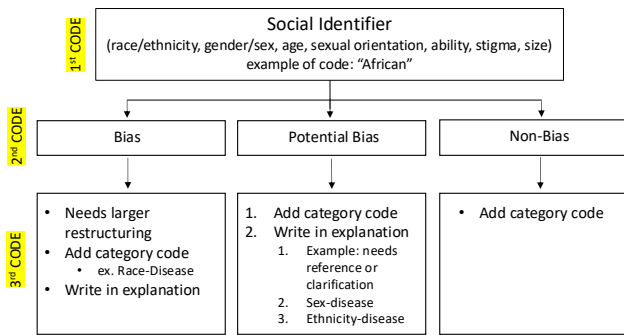 1st CODE
Social Identifier
(race/ethnicity, gender/sex, age, sexual orientation, ability, stigma, size)
example of code: “African”
2nd CODE
Bias
Potential Bias
Non-Bias
3rd CODE
• Needs larger
restructuring
• Add category code
• ex. Race-Disease
• Write in explanation
1. Add category code
2. Write in explanation
1. Example: needs
reference or
clarification
2. Sex-disease
3. Ethnicity-disease
• Add category code